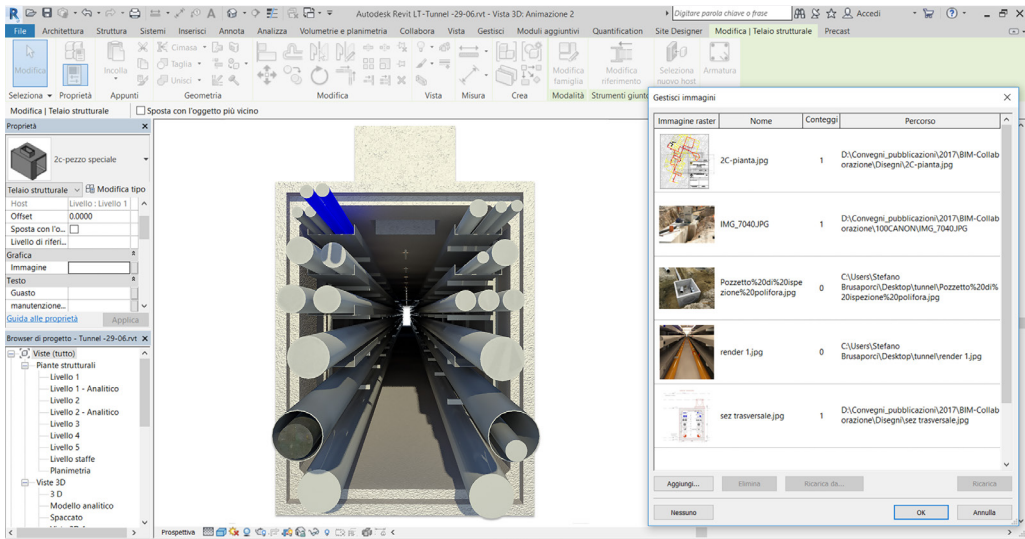 Autodesk Revit LT-Tunnel -29-06.rvt - Vista 3D: Animazione 2
Digitare parola chiave o frase
Accedi
File Architettura Struttura Sistemi Inserisci Annota Analizza Volumetrie e planimetria Collabora Vista Gestisci Moduli aggiuntivi Quantification Site Designer Modifica | Telaio strutturale Precast
Modifica
Incolla
Cimasa
Taglia
Unisci
Modifica famiglia
Modifica riferimento
Seleziona nuovo host
Armatura
Seleziona Proprietà Appunti Geometria Modifica Vista Misura Crea Modalità Strumenti giunto
Modifica | Telaio strutturale
Sposta con l'oggetto più vicino
Proprietà
2c-pezzo speciale
Telaio strutturale
Modifica tipo
Host Livello : Livello 1
Offset 0.0000
Sposta con l'o...
Livello di riferi...
Grafica
Immagine
Testo
Guasto
manutenzione...
Guida alle proprietà
Applica
Browser di progetto - Tunnel -29-06.rvt
Viste (tutto)
Piante strutturali
Livello 1
Livello 1 - Analitico
Livello 2
Livello 2 - Analitico
Livello 3
Livello 4
Livello 5
Livello staffe
Planimetria
Viste 3D
3 D
Modello analitico
Spaccato
Prospettiva
Gestisci immagini
Immagine raster Nome Conteggi Percorso
2C-pianta.jpg 1 D:\Convegni_pubblicazioni\2017\BIM-Collab
orazione\Disegni\2C-pianta.jpg
IMG_7040.JPG 1 D:\Convegni_pubblicazioni\2017\BIM-Collab
orazione\100CANON\IMG_7040.JPG
Pozzetto%20di%20ispe
zione%20polifora.jpg 0 C:\Users\Stefano
Brusaporci\Desktop\tunnel\Pozzetto%20di%
20ispezione%20polifora.jpg
render 1.jpg 0 C:\Users\Stefano
Brusaporci\Desktop\tunnel\render 1.jpg
sez trasversale.jpg 1 D:\Convegni_pubblicazioni\2017\BIM-Collab
orazione\Disegni\sez trasversale.jpg
Aggiungi... Elimina Ricarica da... Ricarica
Nessuno OK Annulla